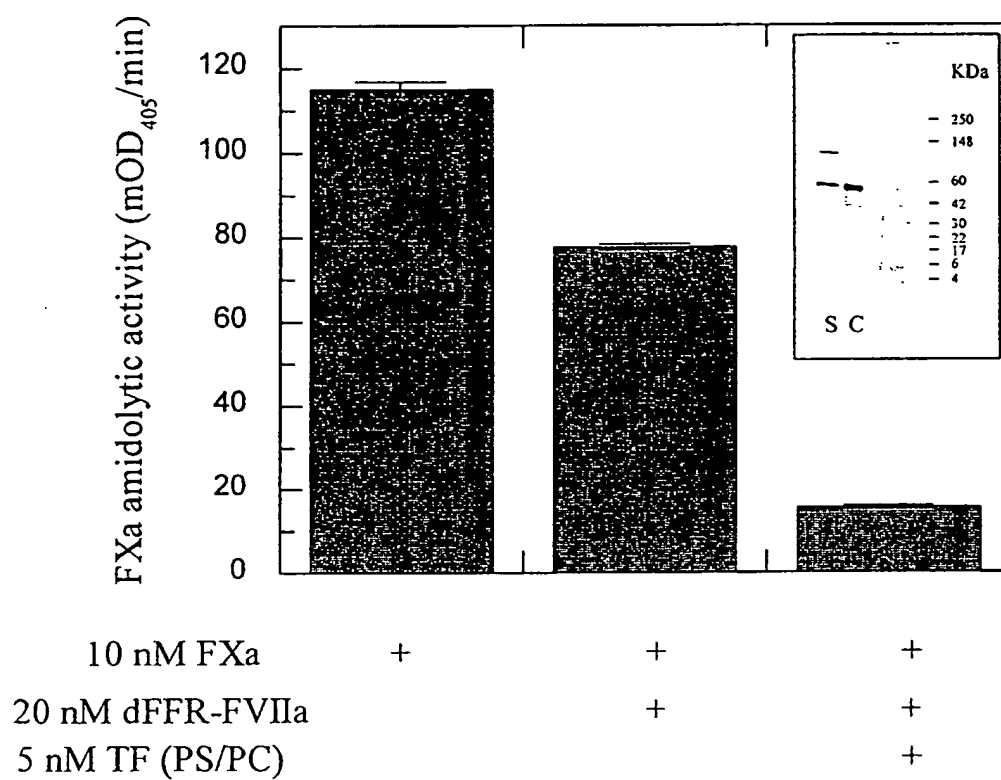 FXa amidolytic activity (mOD405/min)
120
100
80
60
40
20
0
KDa
250
148
60
42
30
22
17
6
4
S C
10 nM FXa + + +
20 nM dFFR-FVIIa + +
5 nM TF (PS/PC) +